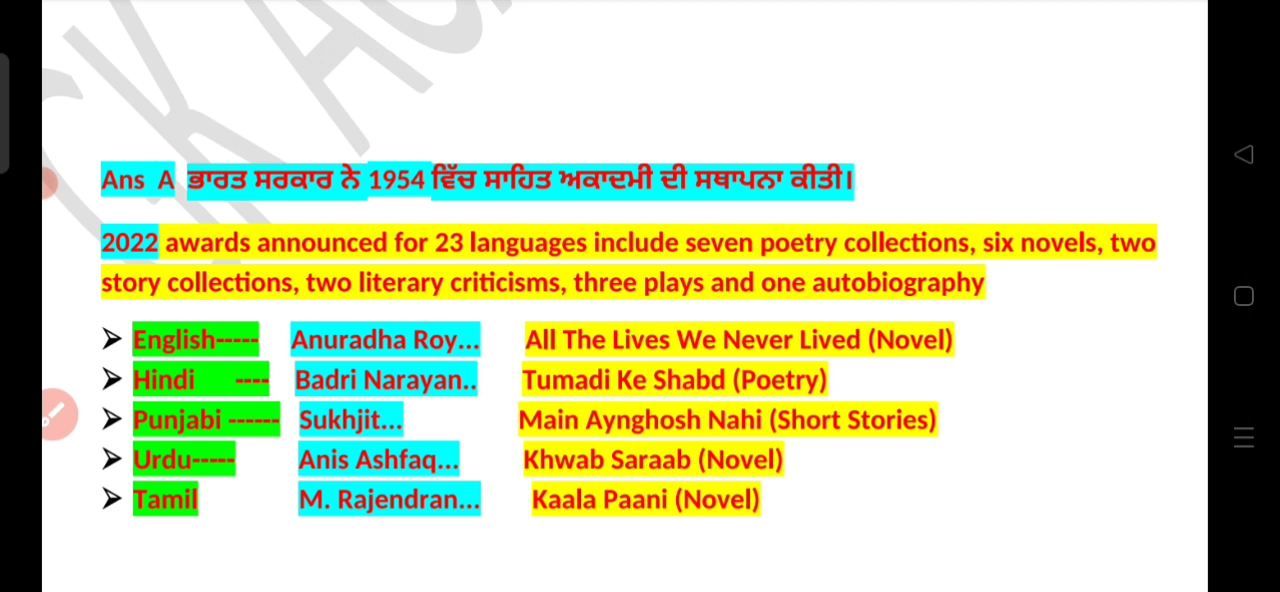 Ans A ਭਾਰਤ ਸਰਕਾਰ ਨੇ 1954 ਵਿੱਚ ਸਾਹਿਤ ਅਕਾਦਮੀ ਦੀ ਸਥਾਪਨਾ ਕੀਤੀ।
2022 awards announced for 23 languages include seven poetry collections, six novels, two
story collections, two literary criticisms, three plays and one autobiography
➢ English----- Anuradha Roy... All The Lives We Never Lived (Novel)
➢ Hindi ---- Badri Narayan.. Tumadi Ke Shabd (Poetry)
➢ Punjabi ------ Sukhjit... Main Aynghosh Nahi (Short Stories)
➢ Urdu----- Anis Ashfaq... Khwab Saraab (Novel)
➢ Tamil M. Rajendran... Kaala Paani (Novel)